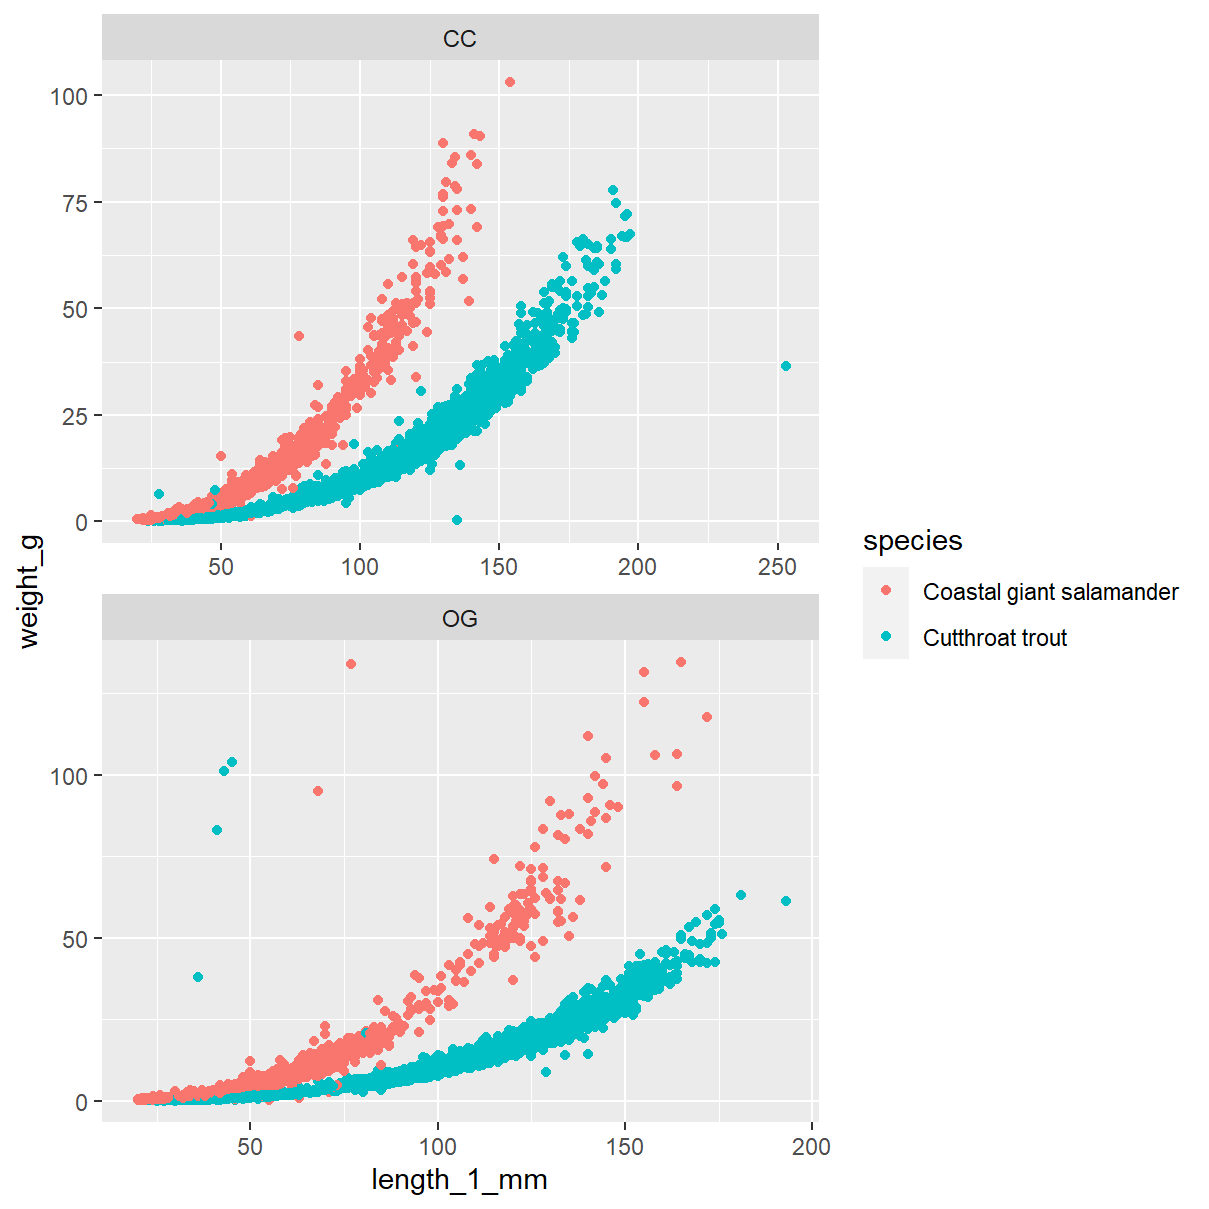 CC
100
75
50
25
0
50 100 150 200 250
weight_g
OG
100
50
0
50 100 150 200
length_1_mm
species
Coastal giant salamander
Cutthroat trout